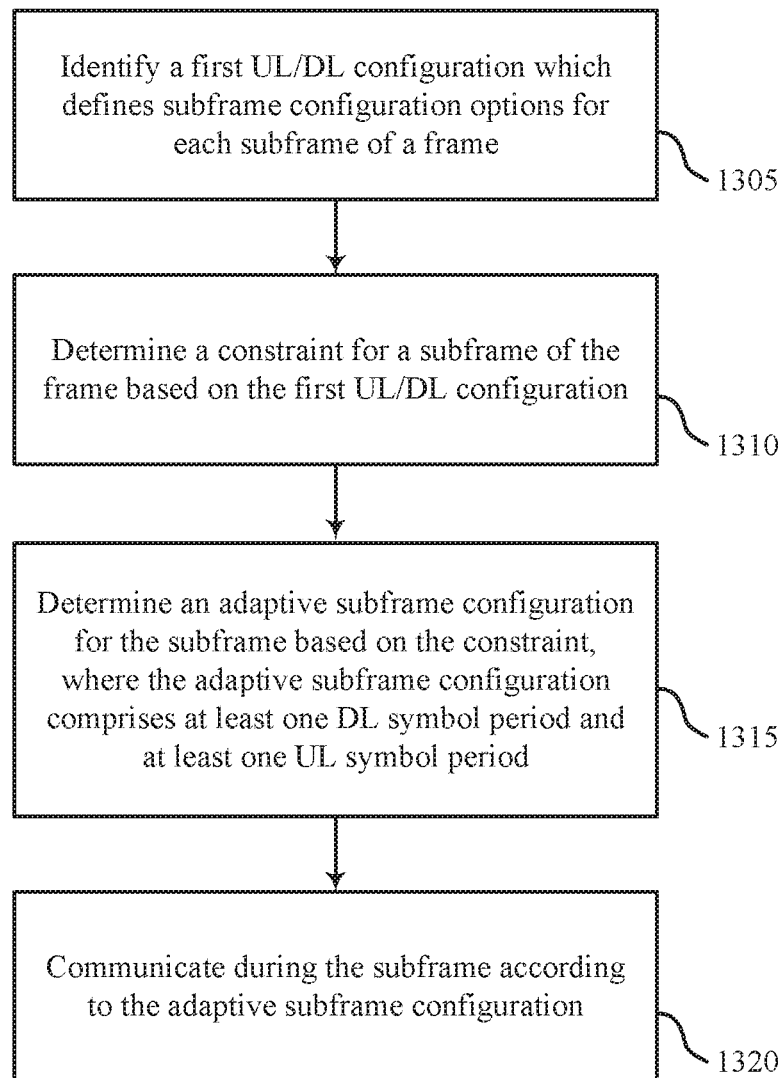 Identify a first UL/DL configuration which
defines subframe configuration options for
each subframe of a frame
1305
Determine a constraint for a subframe of the
frame based on the first UL/DL configuration
1310
Determine an adaptive subframe configuration
for the subframe based on the constraint,
where the adaptive subframe configuration
comprises at least one DL symbol period and
at least one UL symbol period
1315
Communicate during the subframe according
to the adaptive subframe configuration
1320